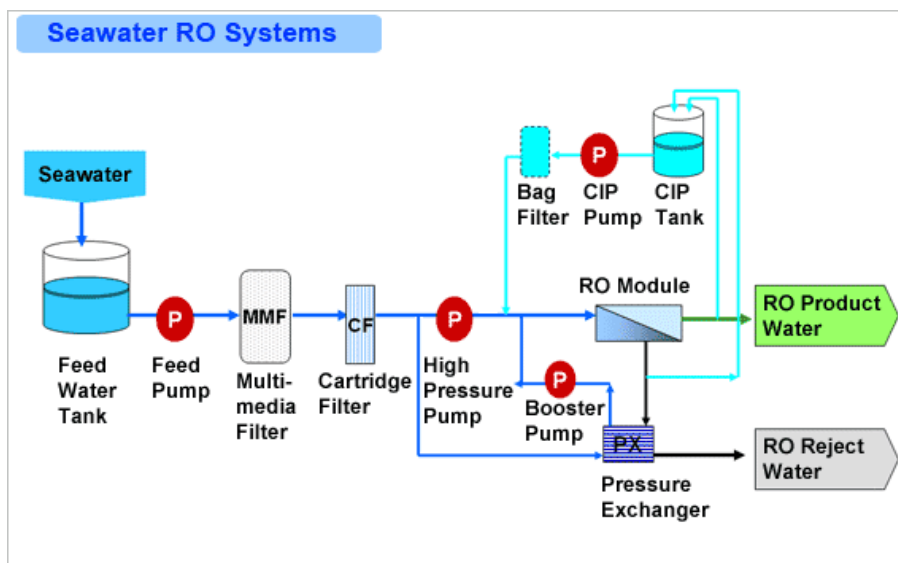 Seawater RO Systems
Seawater
P
Bag
Filter
P
CIP
Pump
CIP
Tank
Feed
Water
Tank
P
Feed
Pump
MMF
Multi-
media
Filter
CF
Cartridge
Filter
P
High
Pressure
Pump
RO Module
P
Booster
Pump
PX
Pressure
Exchanger
RO Product
Water
RO Reject
Water